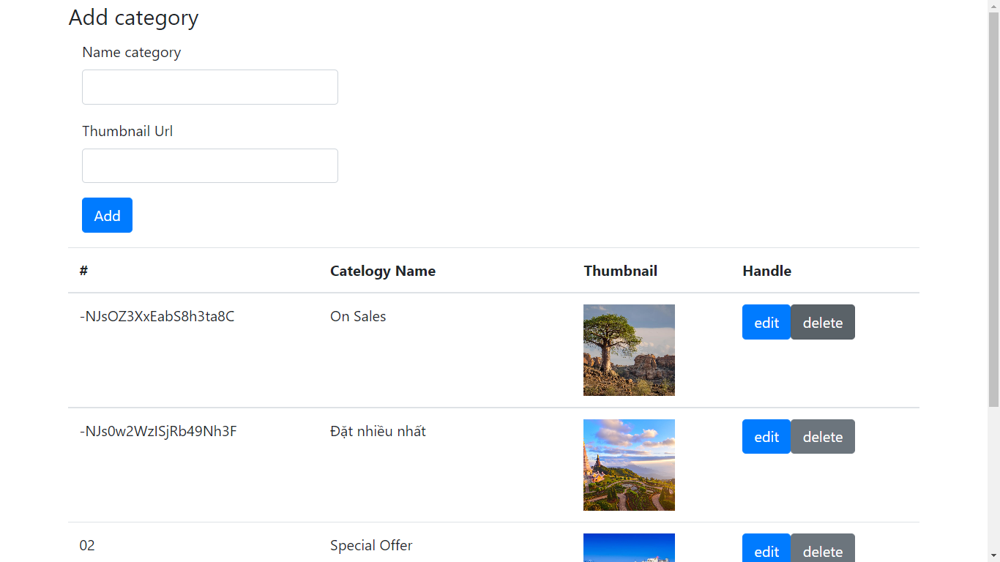 Add category
Name category
Thumbnail Url
Add
# Catelogy Name Thumbnail Handle
-NJsOZ3XxEabS8h3ta8C On Sales edit delete
-NJs0w2WzISjRb49Nh3F Đặt nhiều nhất edit delete
02 Special Offer edit delete